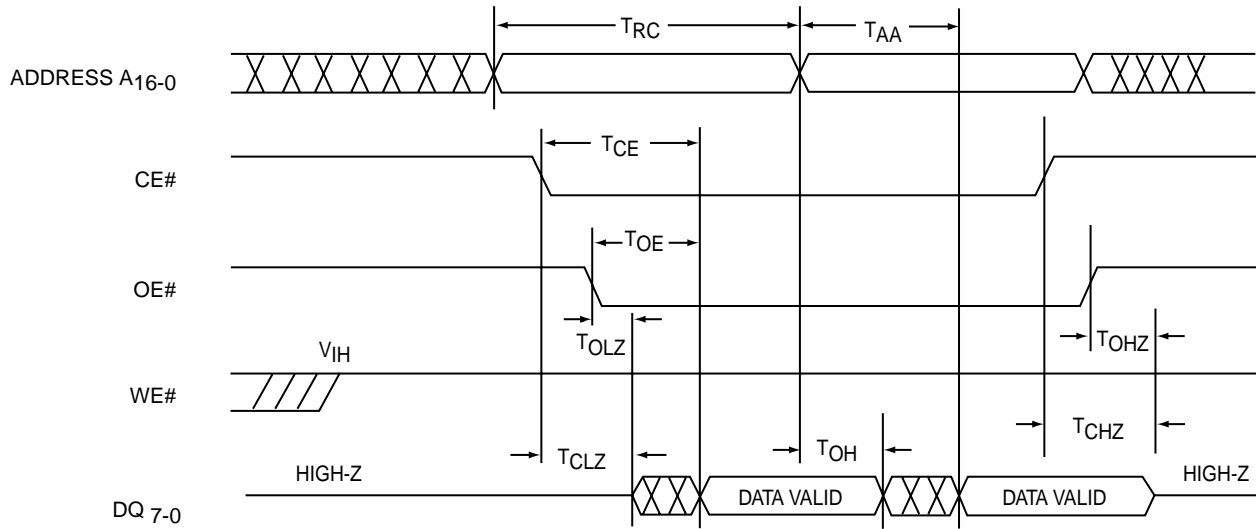 TRC
TAA
ADDRESS A16-0
TCE
CE#
TOE
OE#
TOLZ
TOHZ
VIH
WE#
TCLZ
TOH
TCHZ
HIGH-Z
HIGH-Z
DATA VALID
DATA VALID
DQ 7-0